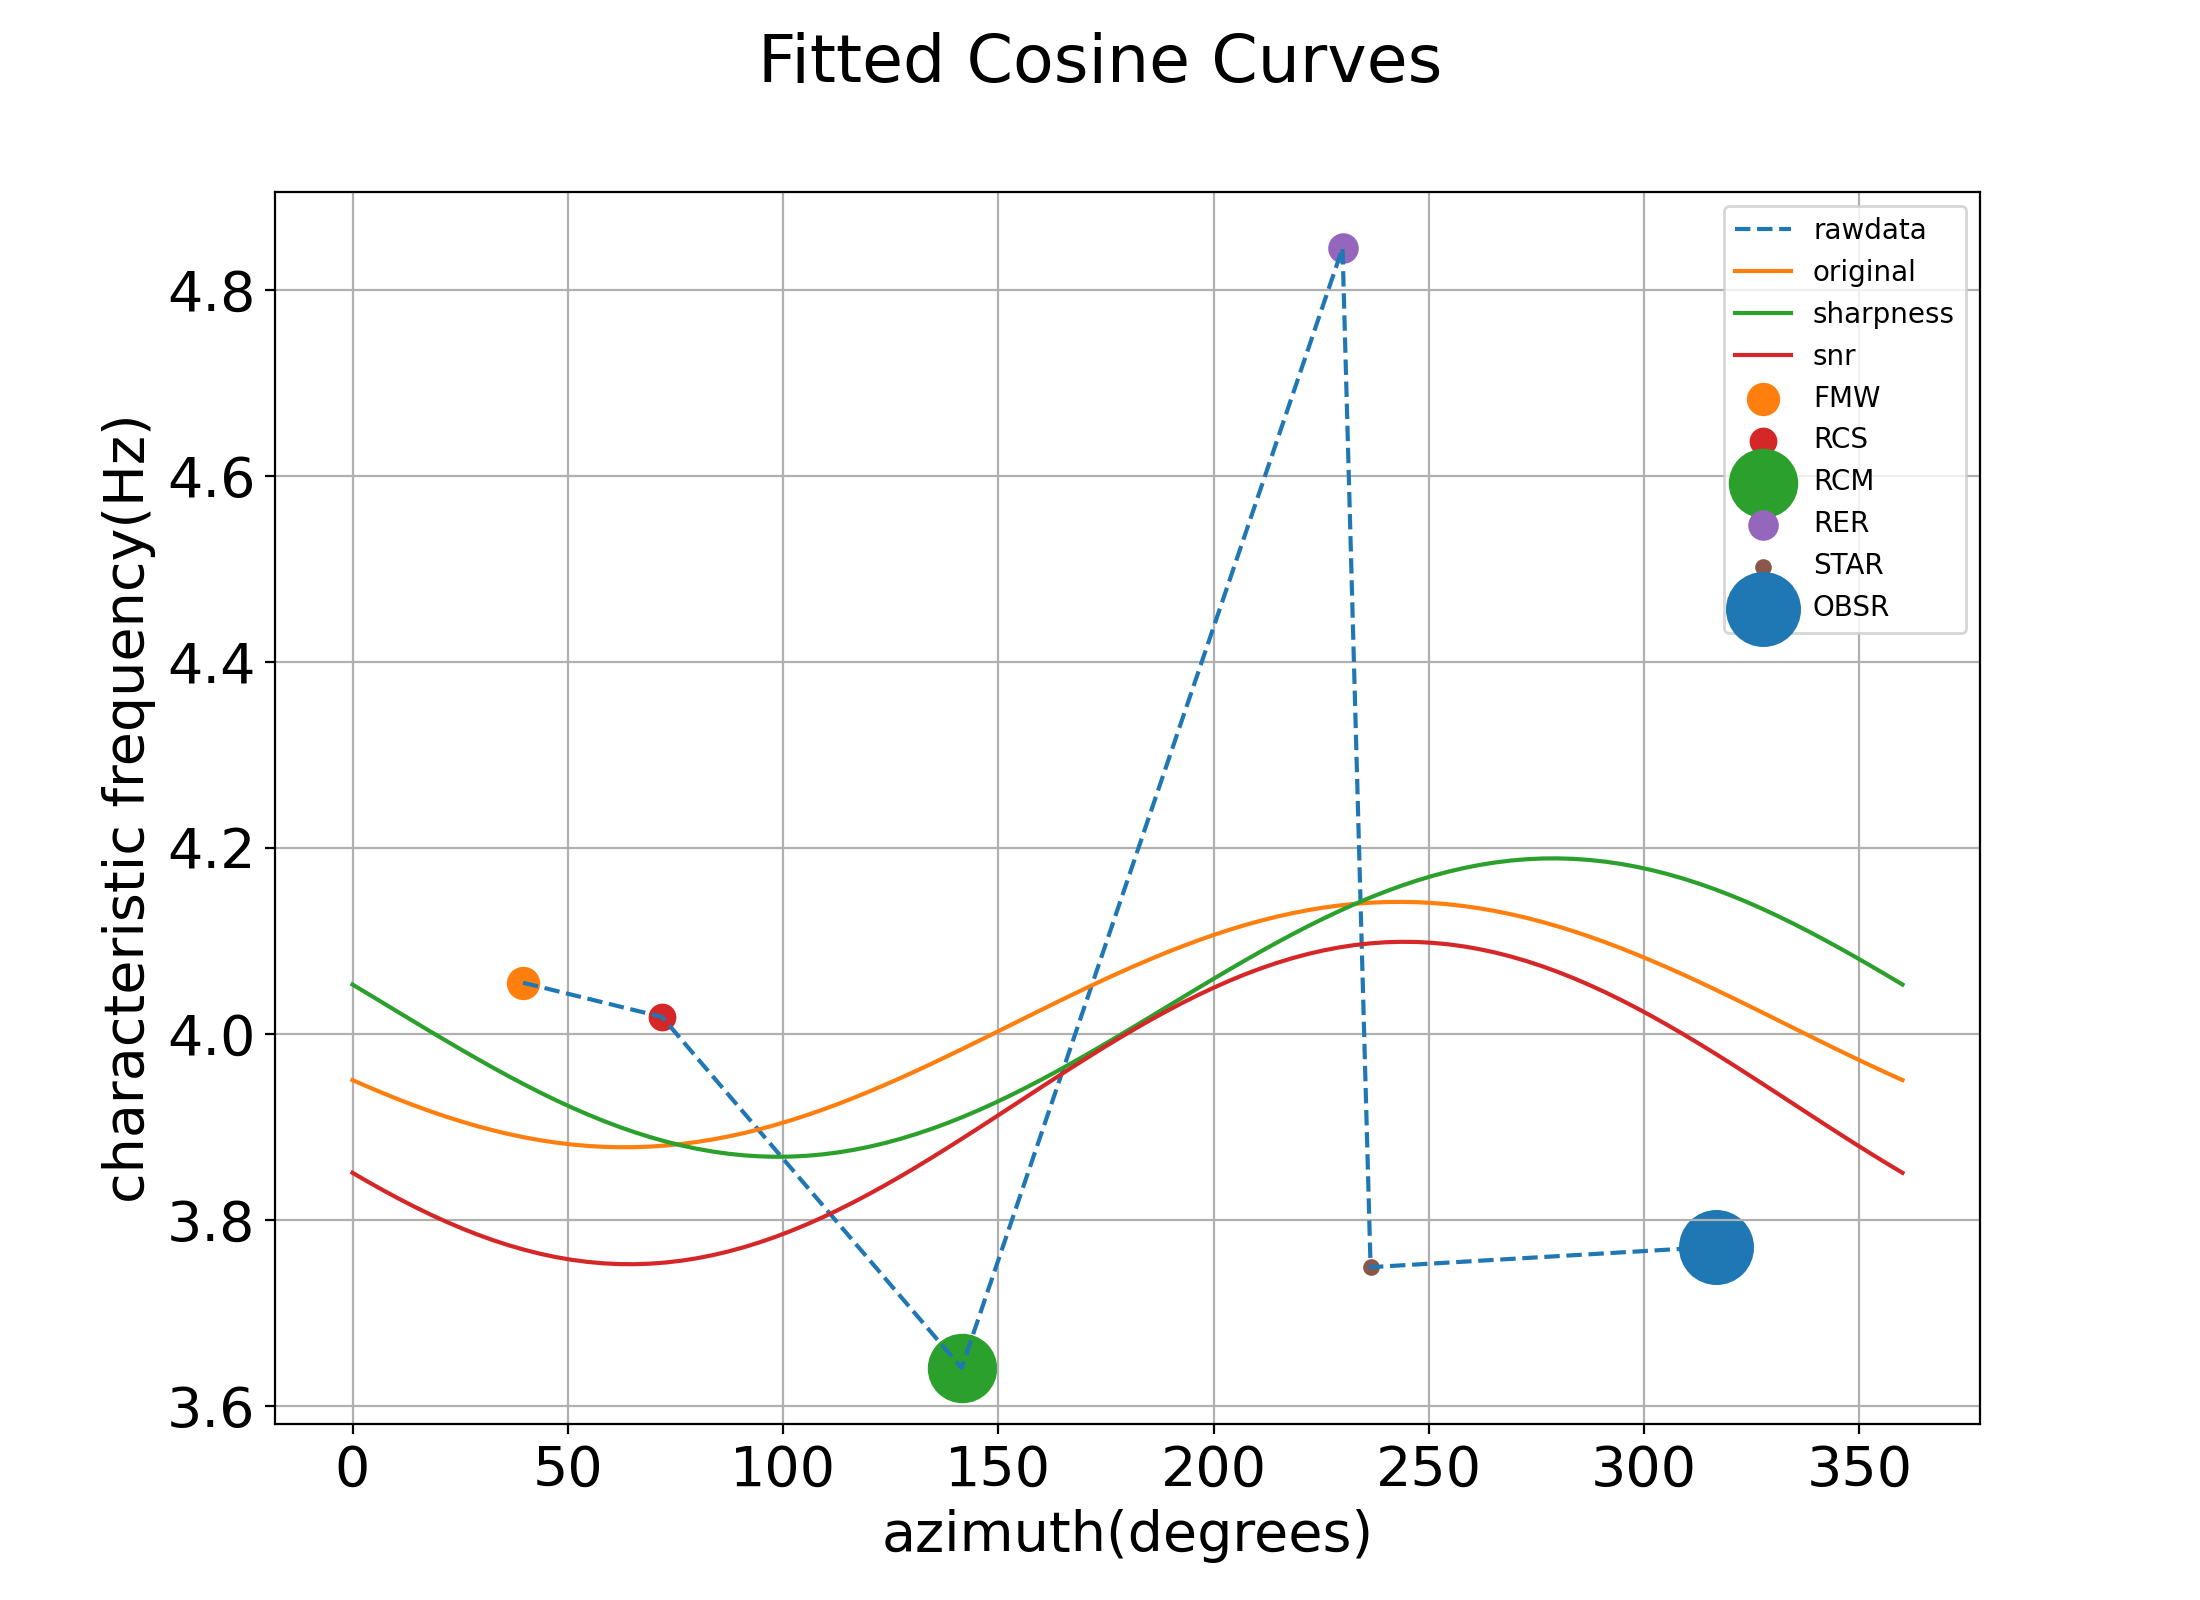 Fitted Cosine Curves
characteristic frequency(Hz)
4.8
4.6
4.4
4.2
4.0
3.8
3.6
rawdata
original
sharpness
snr
FMW
RCS
RCM
RER
STAR
OBSR
0 50 100 150 200 250 300 350
azimuth(degrees)